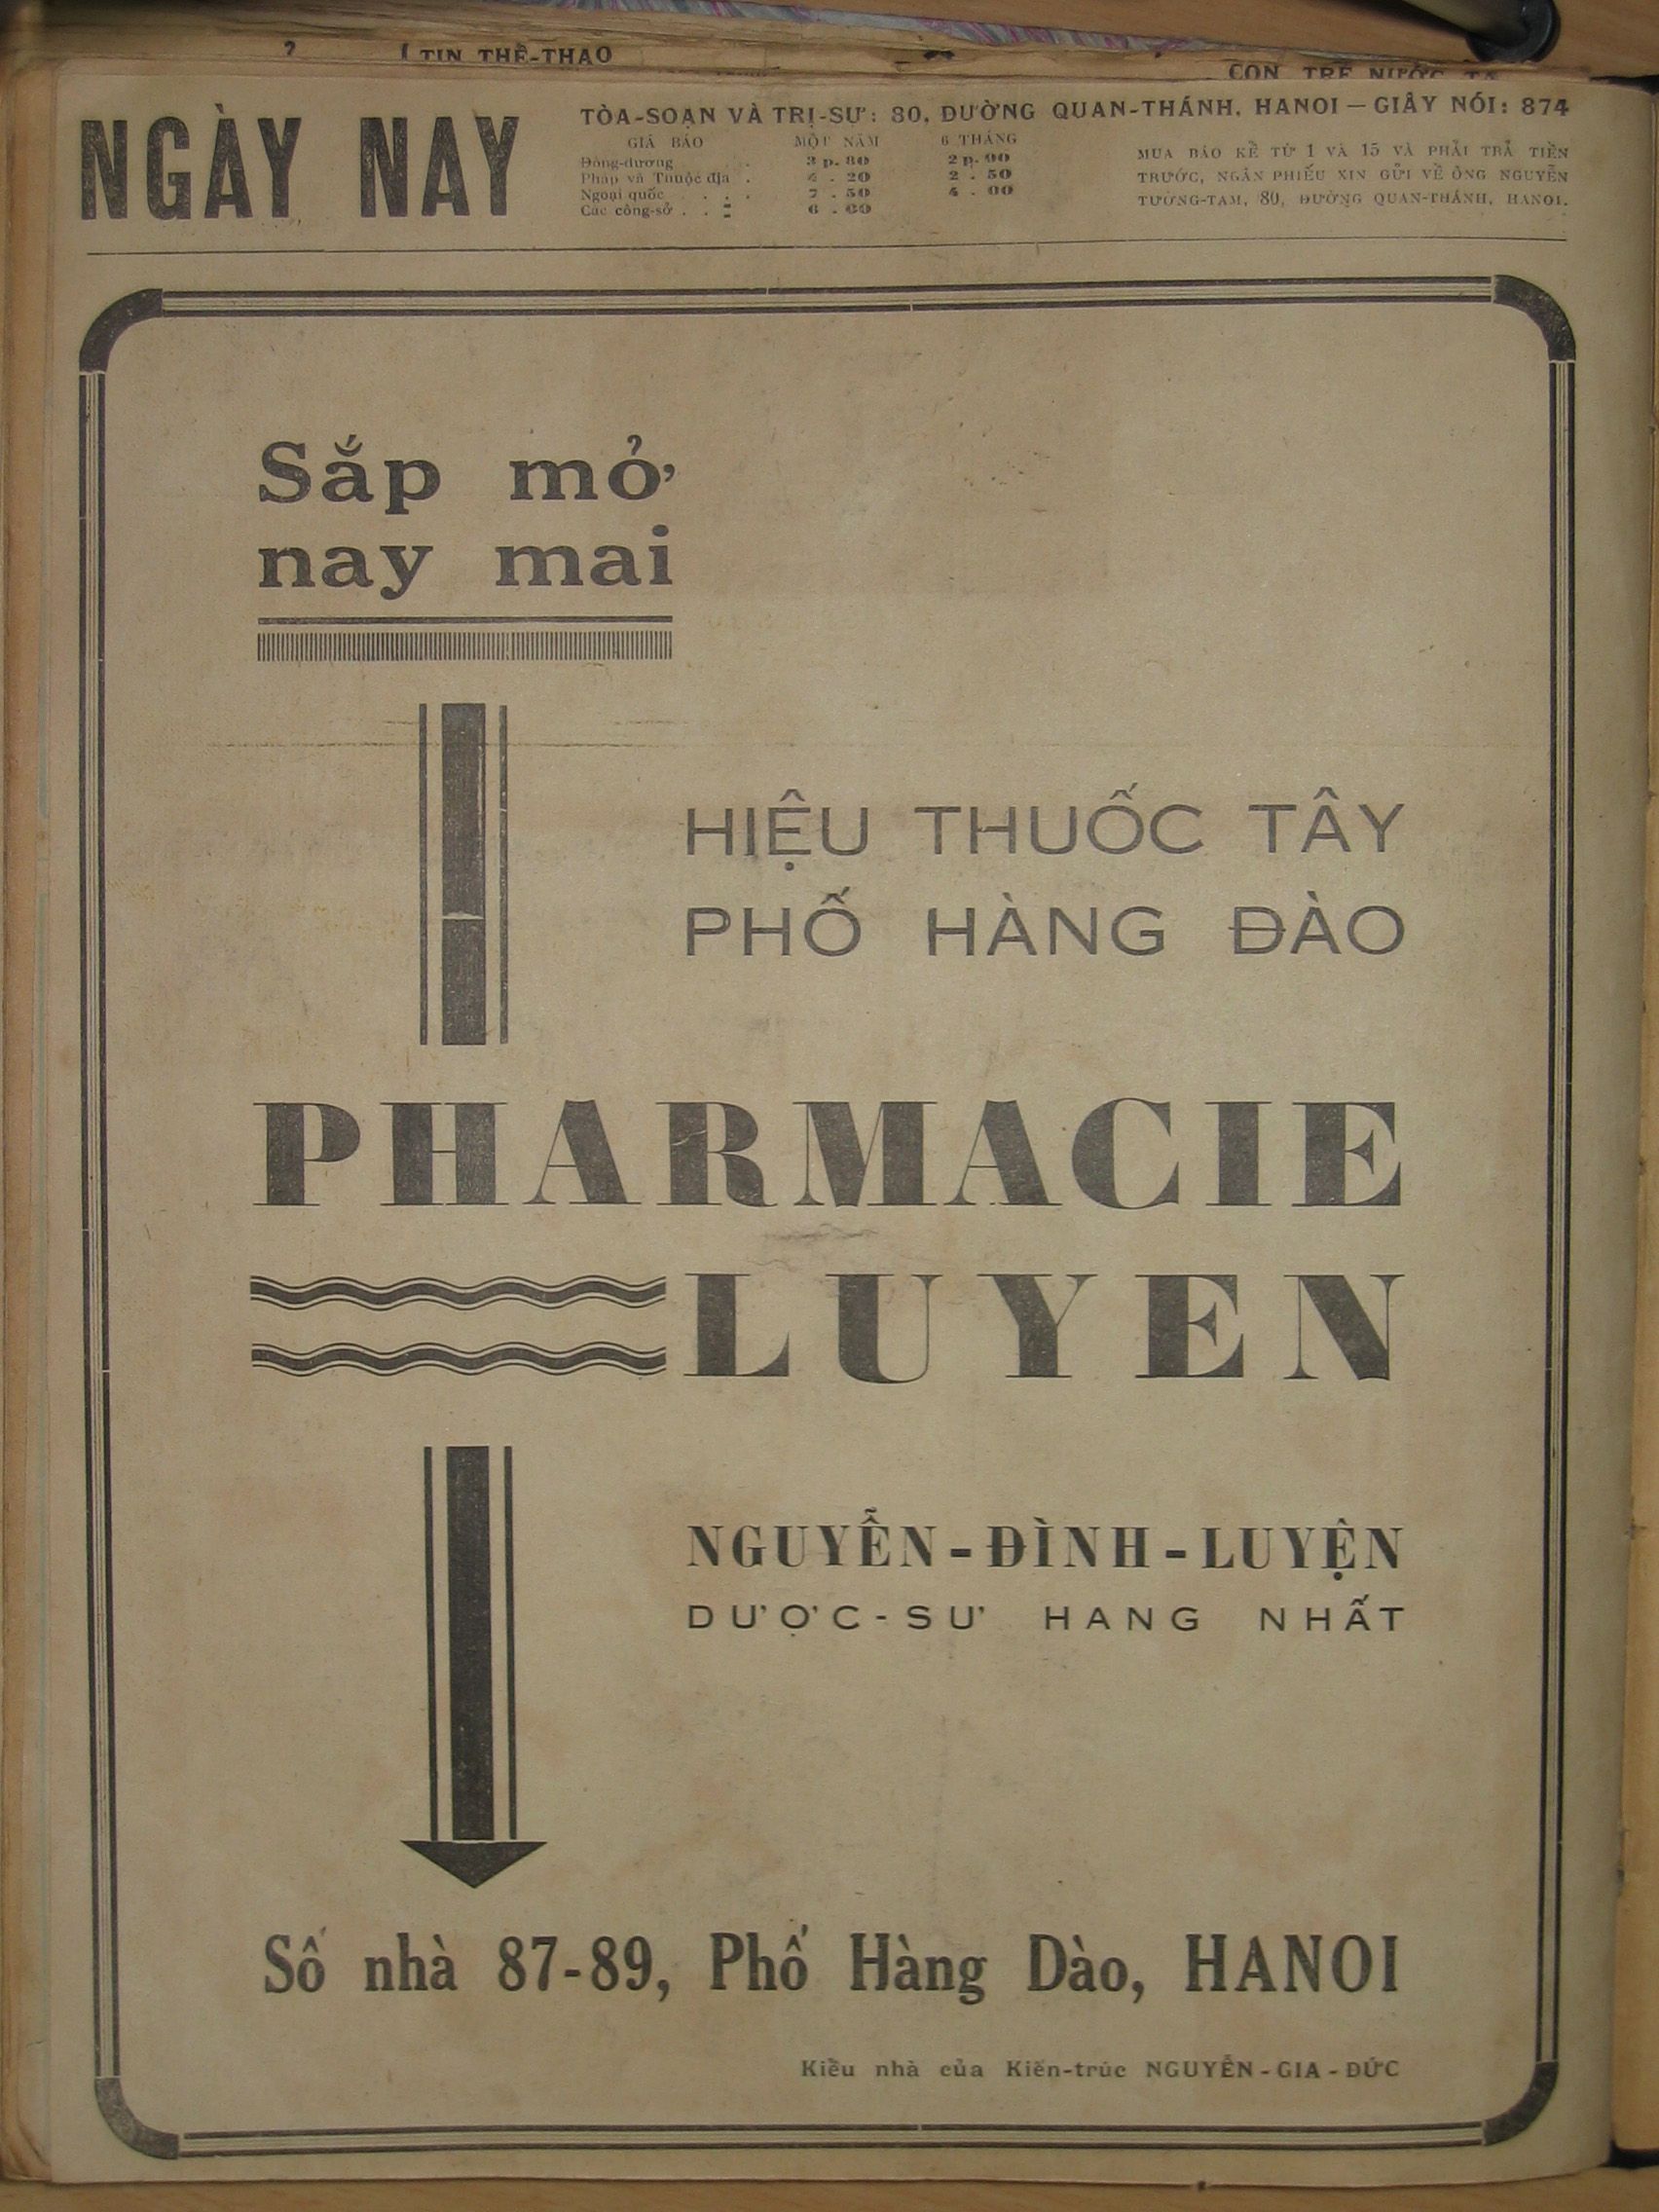 TIN THỂ-THAO
CON TRẺ NƯỚC TA
NGÀY NAY
TÒA-SOẠN VÀ TRỊ-SỰ: 80, ĐƯỜNG QUAN-THÁNH, HANOI — GIÂY NÓI: 874
GIÁ BÁO MỘT NĂM 6 THÁNG
Đông-dương . 3 p. 80 2 p. 00
Pháp và Thuộc địa . 4 . 20 2 . 50
Ngoại quốc . . . 7 . 50 4 . 00
Các công-sở . . 6 . 00
MUA BÁO KỂ TỪ 1 VÀ 15 VÀ PHẢI TRẢ TIỀN
TRƯỚC, NGÂN PHIẾU XIN GỬI VỀ ÔNG NGUYỄN
TƯỜNG-TAM, 80, ĐƯỜNG QUAN-THÁNH, HANOI.
Sắp mở
nay mai
HIỆU THUỐC TÂY
PHỐ HÀNG ĐÀO
PHARMACIE
LUYEN
NGUYỄN-ĐÌNH-LUYỆN
DƯỢC-SƯ HANG NHẤT
Số nhà 87-89, Phố Hàng Dào, HANOI
Kiểu nhà của Kiến-trúc NGUYỄN-GIA-ĐỨC